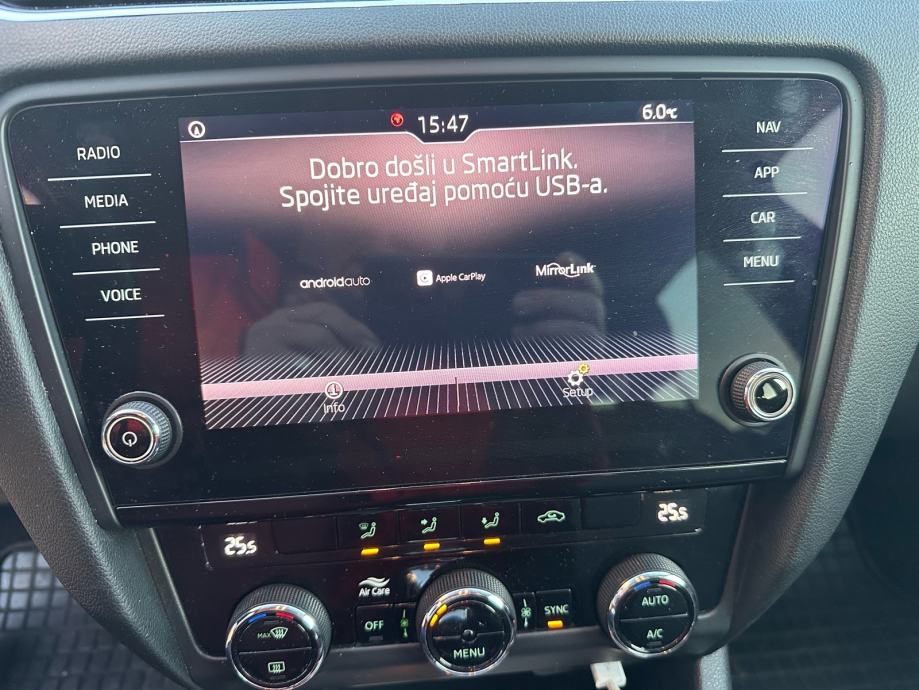 15:47
6.0°C
Dobro došli u SmartLink.
Spojite uređaj pomoću USB-a.
androidauto
Apple CarPlay
MirrorLink
Info
Setup
RADIO
MEDIA
PHONE
VOICE
NAV
APP
CAR
MENU
25.5
25.5
Air Care
MAX
OFF
MENU
SYNC
AUTO
A/C